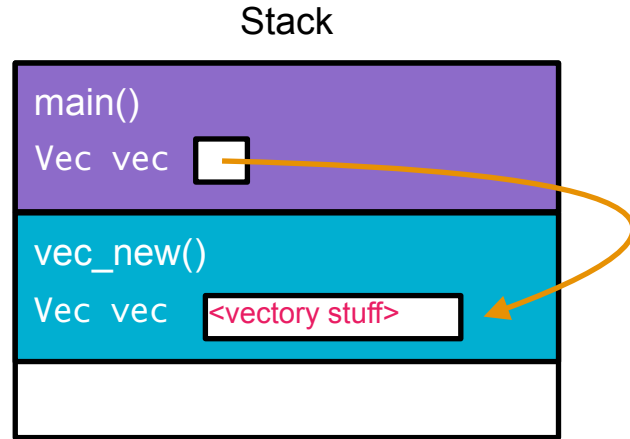 Stack
main()
Vec vec
vec_new()
Vec vec <vectory stuff>